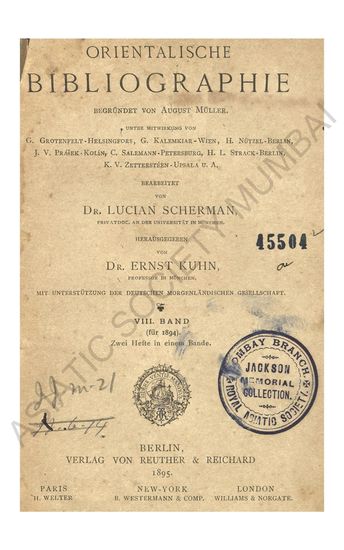 ORIENTALISCHE
BIBLIOGRAPHIE
BEGRÜNDET VON AUGUST MÜLLER.
UNTER MITWIRKUNG VON
G. GROTENFELT-HELSINGFORS, G. KALEMKIAR-WIEN, H. NÜTZEL-BERLIN,
J. V. PRÁŠEK-KOLÍN, C. SALEMANN-PETERSBURG, H. L. STRACK-BERLIN,
K. V. ZETTERSTÉEN-UPSALA U. A.
BEARBEITET
VON
DR. LUCIAN SCHERMAN,
PRIVATDOC. AN DER UNIVERSITÄT IN MÜNCHEN.
HERAUSGEGEBEN
VON
45504
DR. ERNST KUHN,
PROFESSOR IN MÜNCHEN.
MIT UNTERSTÜTZUNG DER DEUTSCHEN MORGENLÄNDISCHEN GESELLSCHAFT.
VIII. BAND
(für 1894).
Zwei Hefte in einem Bande.
BOMBAY BRANCH
JACKSON
MEMORIAL
COLLECTION.
ROYAL ASIATIC SOCIETY.
BERLIN,
VERLAG VON REUTHER & REICHARD
1895.
PARIS NEW-YORK LONDON
H. WELTER B. WESTERMANN & COMP. WILLIAMS & NORGATE.
ASIATIC SOCIETY MUMBAI